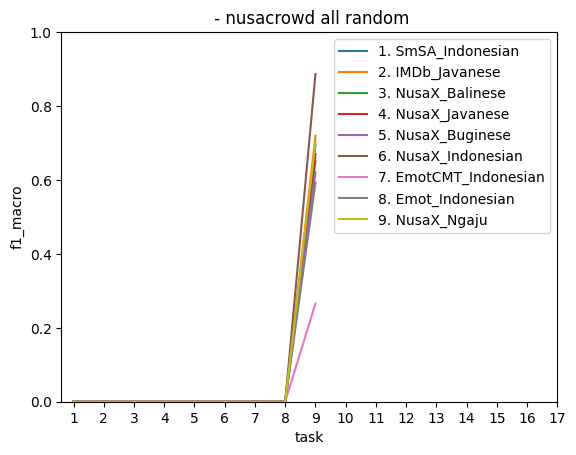 - nusacrowd all random
f1_macro
1.0
0.8
0.6
0.4
0.2
0.0
1. SmSA_Indonesian
2. IMDb_Javanese
3. NusaX_Balinese
4. NusaX_Javanese
5. NusaX_Buginese
6. NusaX_Indonesian
7. EmotCMT_Indonesian
8. Emot_Indonesian
9. NusaX_Ngaju
1 2 3 4 5 6 7 8 9 10 11 12 13 14 15 16 17
task